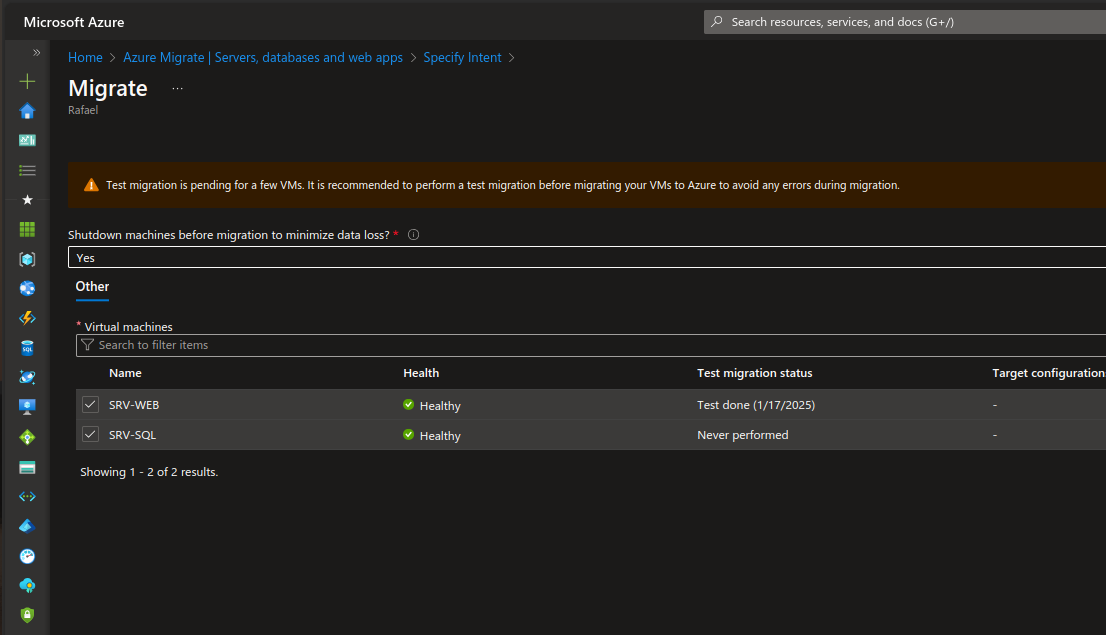 Microsoft Azure
Search resources, services, and docs (G+/)
Home > Azure Migrate | Servers, databases and web apps > Specify Intent >
Migrate ...
Rafael
Test migration is pending for a few VMs. It is recommended to perform a test migration before migrating your VMs to Azure to avoid any errors during migration.
Shutdown machines before migration to minimize data loss? *
Yes
Other
* Virtual machines
Search to filter items
Name Health Test migration status Target configuration
SRV-WEB Healthy Test done (1/17/2025) -
SRV-SQL Healthy Never performed -
Showing 1 - 2 of 2 results.